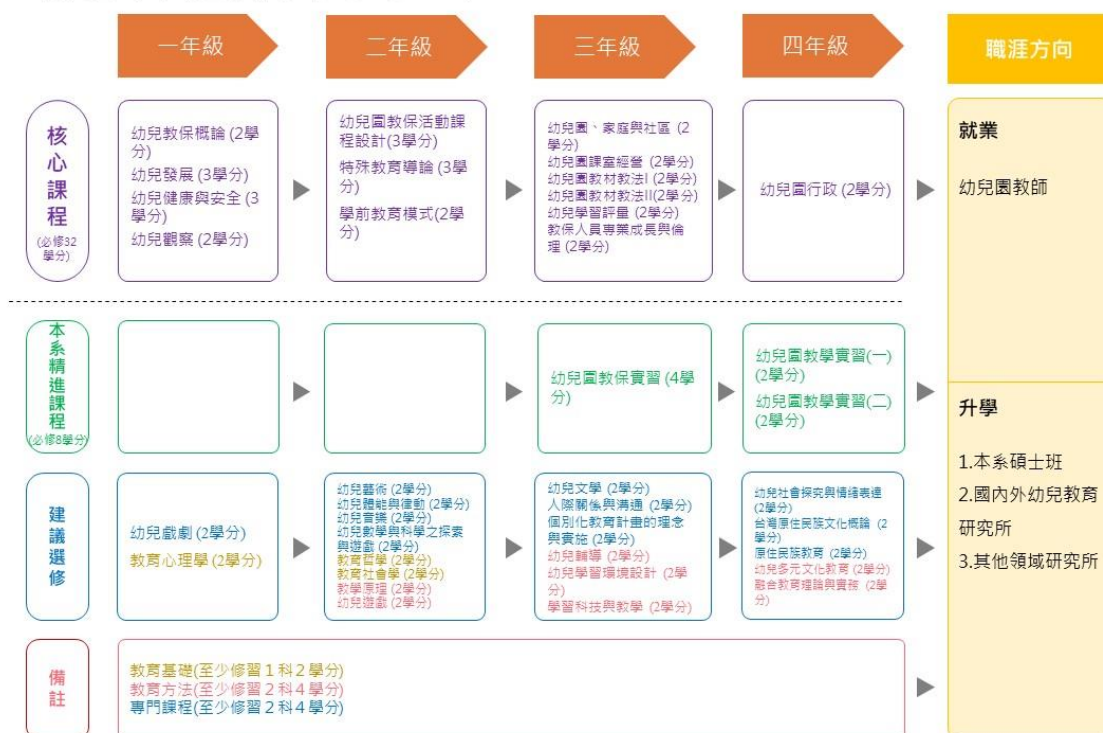 一年級
二年級
三年級
四年級
職涯方向
核心課程
(必修32
學分)
幼兒教保概論 (2學
分)
幼兒發展 (3學分)
幼兒健康與安全 (3
學分)
幼兒觀察 (2學分)
幼兒園教保活動課
程設計(3學分)
特殊教育導論 (3學
分)
學前教育模式(2學
分)
幼兒園、家庭與社區 (2
學分)
幼兒園課室經營 (2學分)
幼兒園教材教法I (2學分)
幼兒園教材教法II(2學分)
幼兒學習評量 (2學分)
教保人員專業成長與倫
理 (2學分)
幼兒園行政 (2學分)
就業
幼兒園教師
本系精進課程
(必修8學分)
幼兒園教保實習 (4學
分)
幼兒園教學實習(一)
(2學分)
幼兒園教學實習(二)
(2學分)
升學
1.本系碩士班
2.國內外幼兒教育
研究所
3.其他領域研究所
建議選修
幼兒戲劇 (2學分)
教育心理學 (2學分)
幼兒藝術 (2學分)
幼兒體能與律動 (2學分)
幼兒音樂 (2學分)
幼兒數學與科學之探索
與遊戲 (2學分)
教育哲學 (2學分)
教育社會學 (2學分)
教學原理 (2學分)
幼兒遊戲 (2學分)
幼兒文學 (2學分)
人際關係與溝通 (2學分)
個別化教育計畫的理念
與實施 (2學分)
幼兒輔導 (2學分)
幼兒學習環境設計 (2學
分)
學習科技與教學 (2學分)
幼兒社會探究與情緒表達
(2學分)
台灣原住民族文化概論 (2
學分)
原住民族教育 (2學分)
幼兒多元文化教育 (2學分)
融合教育理論與實務 (2學
分)
備註
教育基礎(至少修習１科２學分)
教育方法(至少修習２科４學分)
專門課程(至少修習２科４學分)